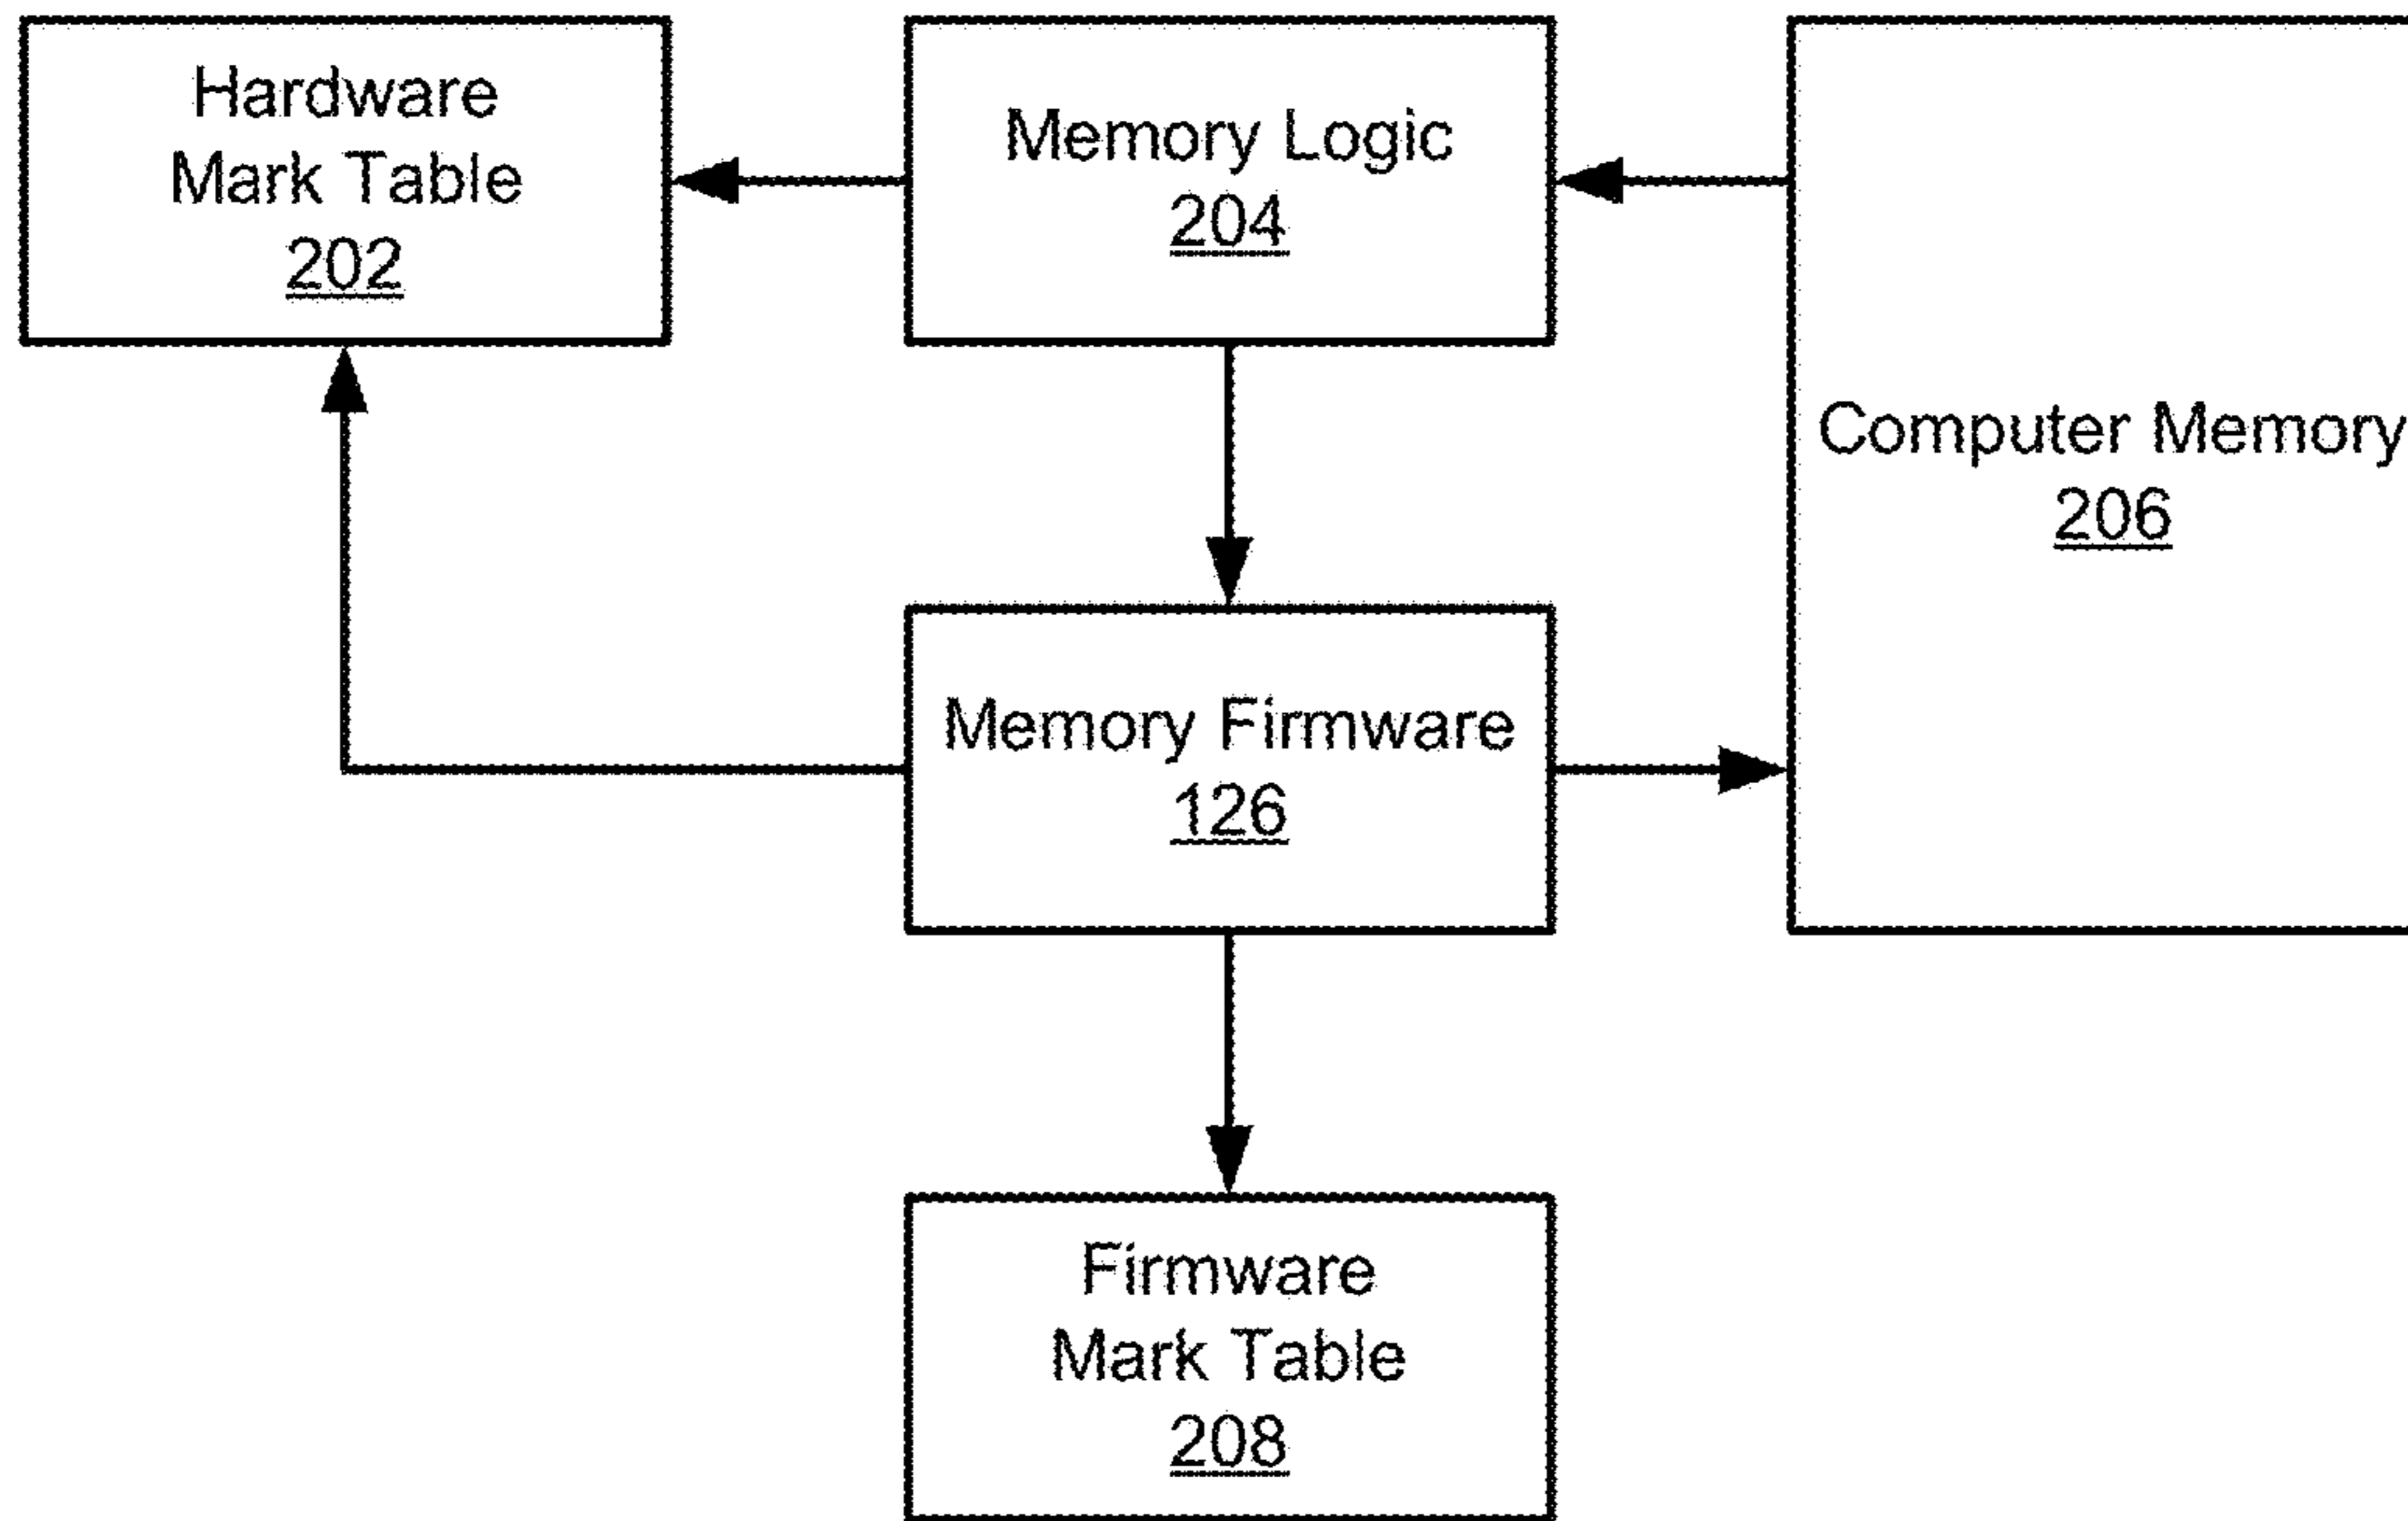 Hardware
Mark Table
202
Memory Logic
204
Computer Memory
206
Memory Firmware
126
Firmware
Mark Table
208